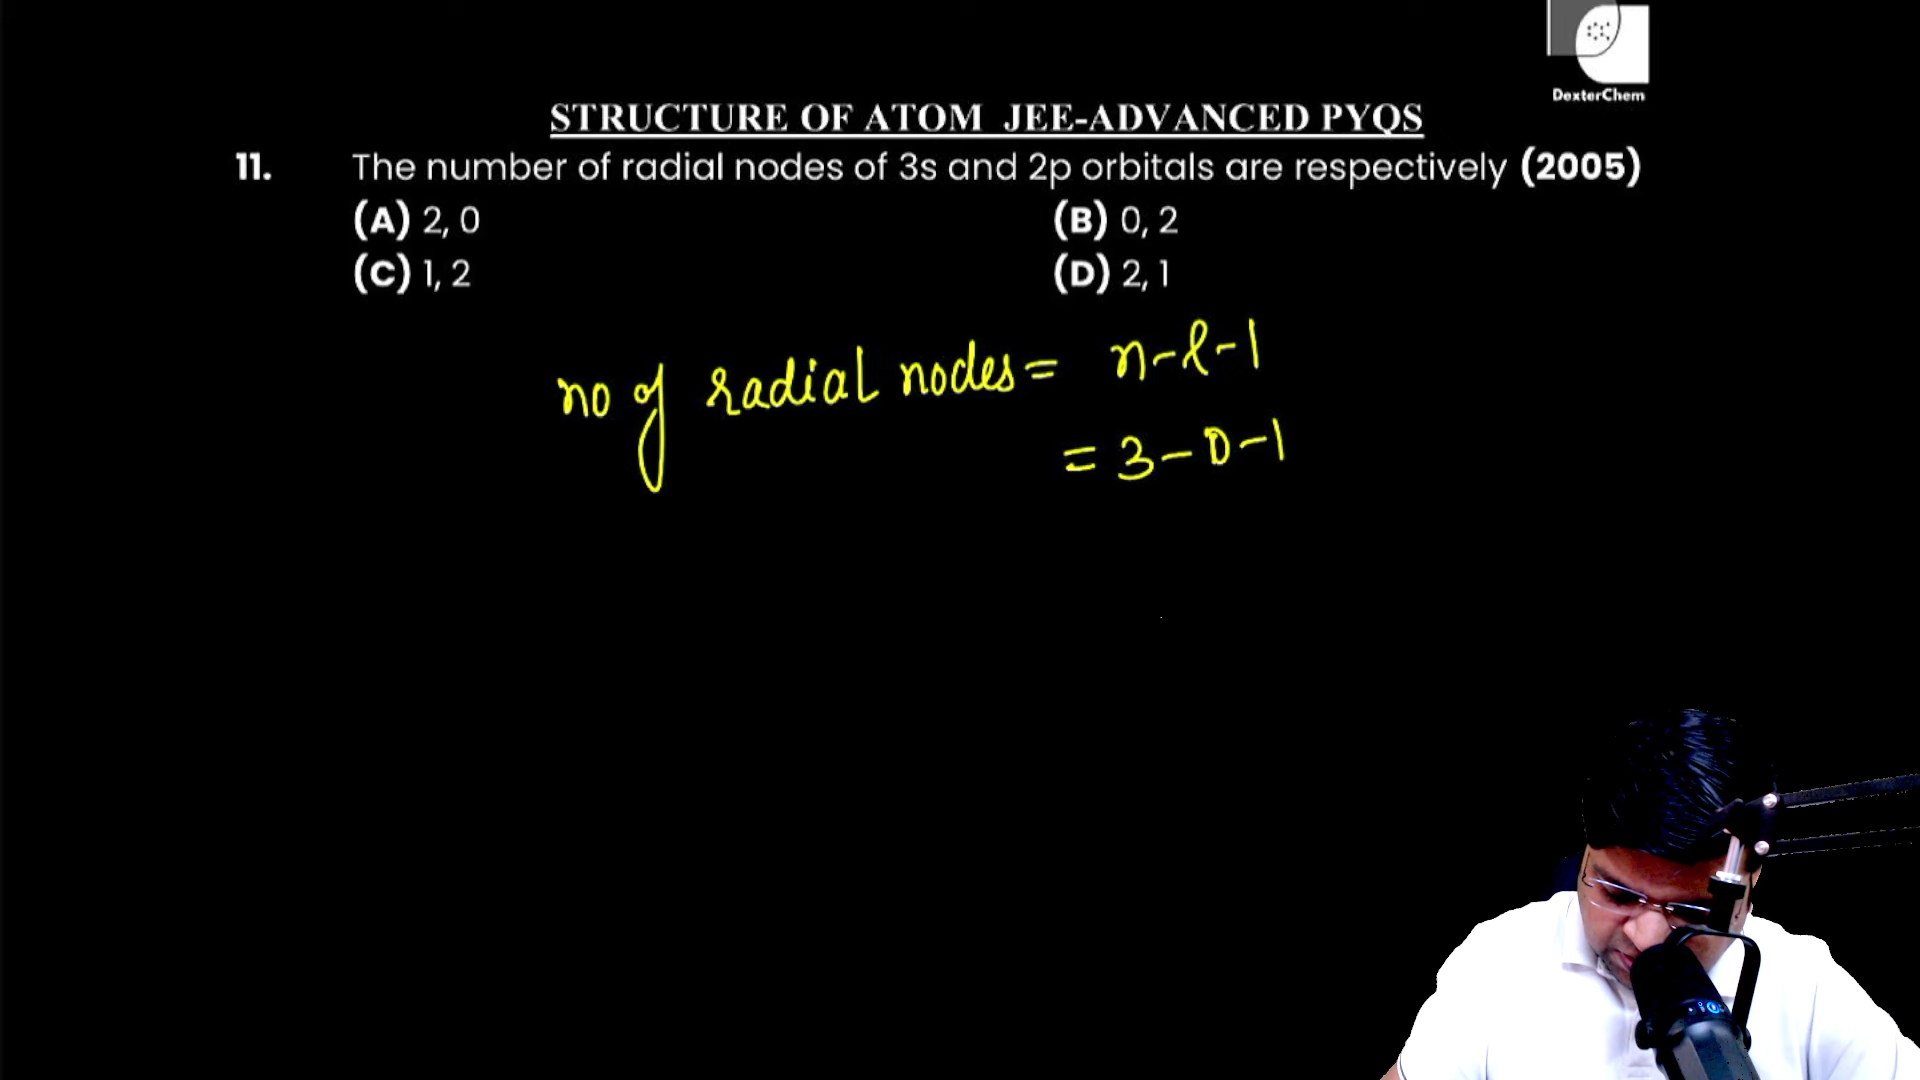 DexterChem
STRUCTURE OF ATOM JEE-ADVANCED PYQS
11. The number of radial nodes of 3s and 2p orbitals are respectively (2005)
(A) 2, 0 (B) 0, 2
(C) 1, 2 (D) 2, 1
no of radial nodes = n-l-1
= 3-0-1